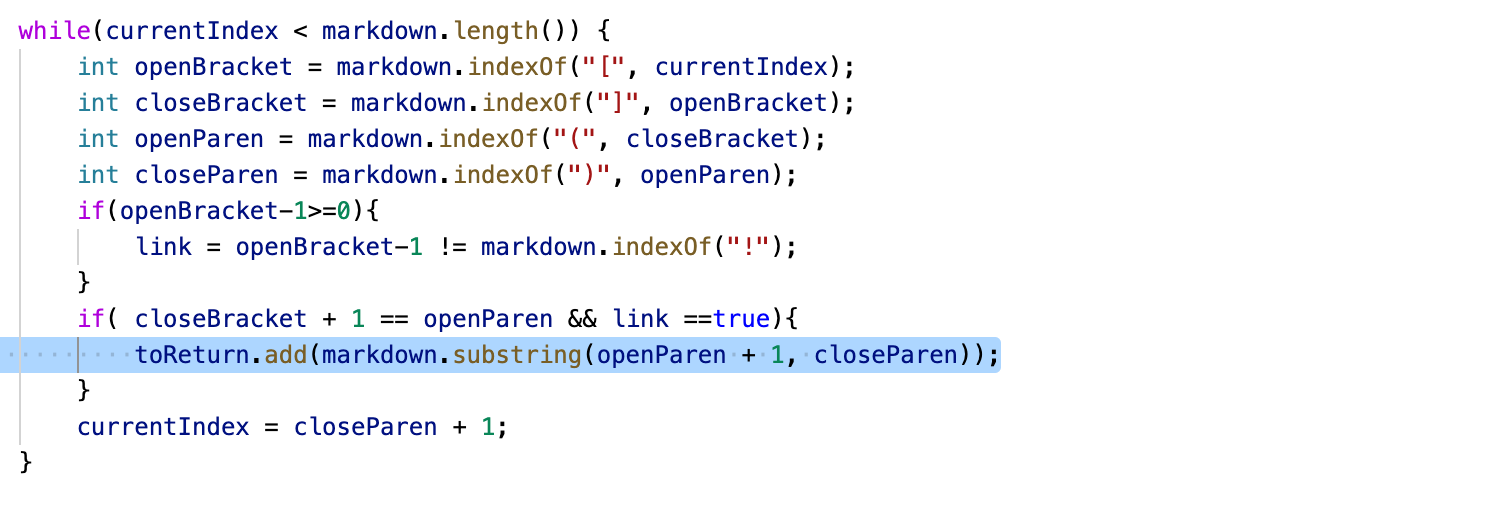 while(currentIndex < markdown.length()) {
    int openBracket = markdown.indexOf("[", currentIndex);
    int closeBracket = markdown.indexOf("]", openBracket);
    int openParen = markdown.indexOf("(", closeBracket);
    int closeParen = markdown.indexOf(")", openParen);
    if(openBracket-1>=0){
        link = openBracket-1 != markdown.indexOf("!");
    }
    if( closeBracket + 1 == openParen && link ==true){
        toReturn.add(markdown.substring(openParen + 1, closeParen));
    }
    currentIndex = closeParen + 1;
}